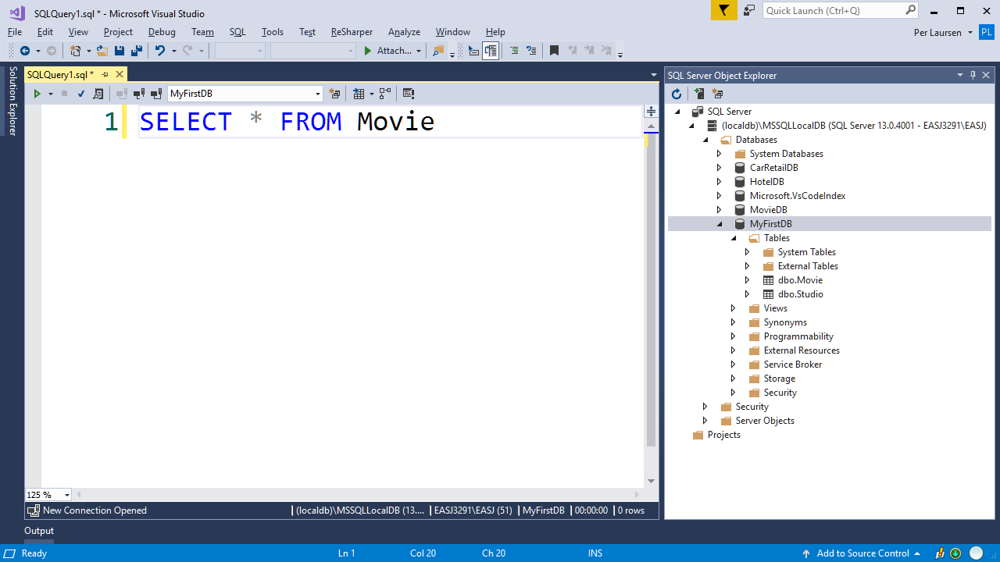 SQLQuery1.sql * - Microsoft Visual Studio
Quick Launch (Ctrl+Q)
File Edit View Project Debug Team SQL Tools Test ReSharper Analyze Window Help
Per Laursen PL
Attach...
Solution Explorer
SQLQuery1.sql *
MyFirstDB
1 SELECT * FROM Movie
125 %
New Connection Opened
(localdb)\MSSQLLocalDB (13.... EASJ3291\EASJ (51) MyFirstDB 00:00:00 0 rows
SQL Server Object Explorer
SQL Server
(localdb)\MSSQLLocalDB (SQL Server 13.0.4001 - EASJ3291\EASJ)
Databases
System Databases
CarRetailDB
HotelDB
Microsoft.VsCodeIndex
MovieDB
MyFirstDB
Tables
System Tables
External Tables
dbo.Movie
dbo.Studio
Views
Synonyms
Programmability
External Resources
Service Broker
Storage
Security
Security
Server Objects
Projects
Output
Ready Ln 1 Col 20 Ch 20 INS Add to Source Control